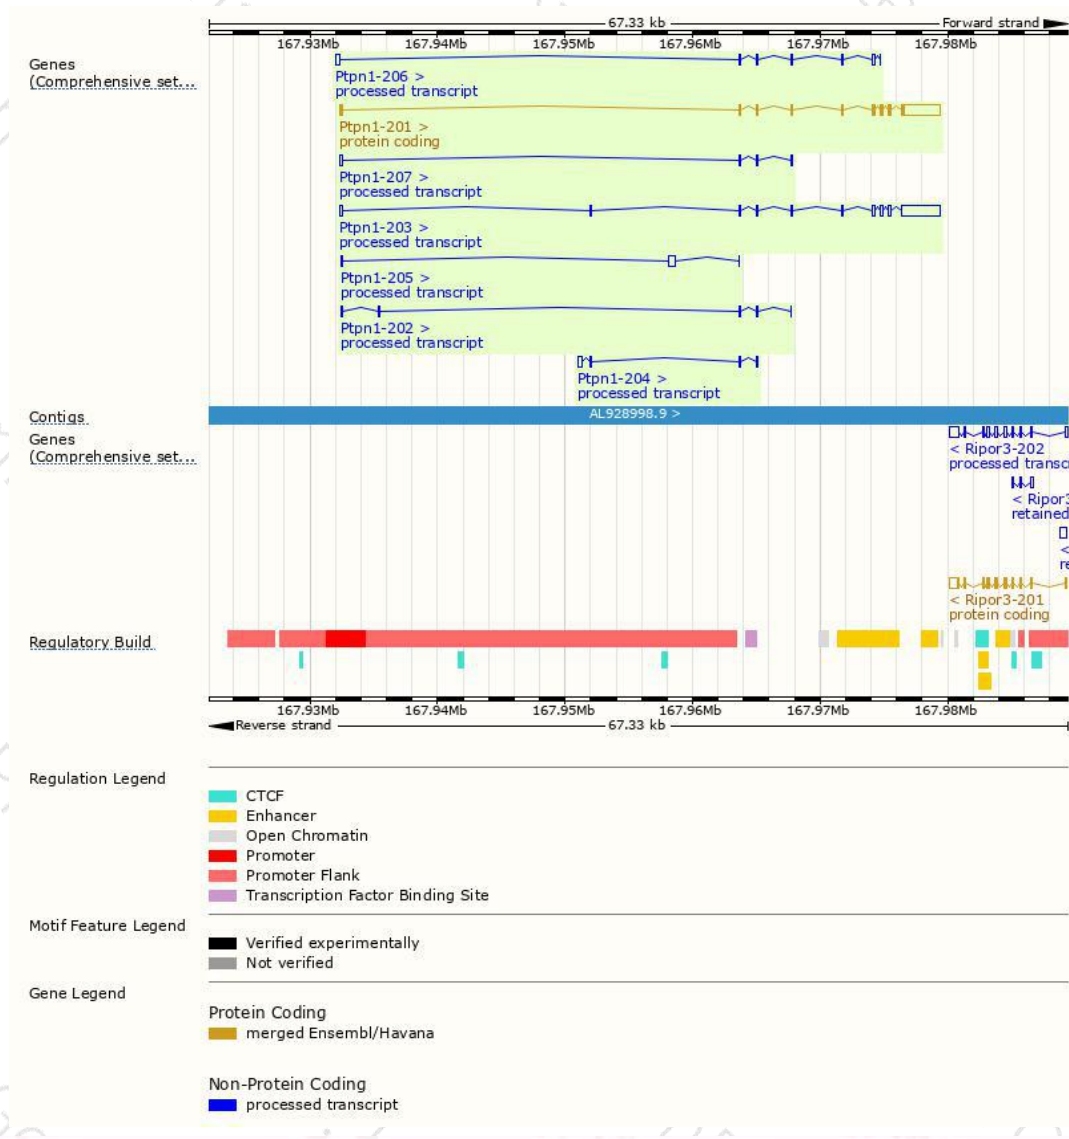 67.33 kb Forward strand
167.93Mb 167.94Mb 167.95Mb 167.96Mb 167.97Mb 167.98Mb
Genes
(Comprehensive set...
Ptpn1-206 >
processed transcript
Ptpn1-201 >
protein coding
Ptpn1-207 >
processed transcript
Ptpn1-203 >
processed transcript
Ptpn1-205 >
processed transcript
Ptpn1-202 >
processed transcript
Ptpn1-204 >
processed transcript
Contigs
AL928998.9 >
Genes
(Comprehensive set...
< Ripor3-202
processed transc
< Ripor3
retained
<
re
< Ripor3-201
protein coding
Regulatory Build
167.93Mb 167.94Mb 167.95Mb 167.96Mb 167.97Mb 167.98Mb
Reverse strand 67.33 kb
Regulation Legend
CTCF
Enhancer
Open Chromatin
Promoter
Promoter Flank
Transcription Factor Binding Site
Motif Feature Legend
Verified experimentally
Not verified
Gene Legend
Protein Coding
merged Ensembl/Havana
Non-Protein Coding
processed transcript